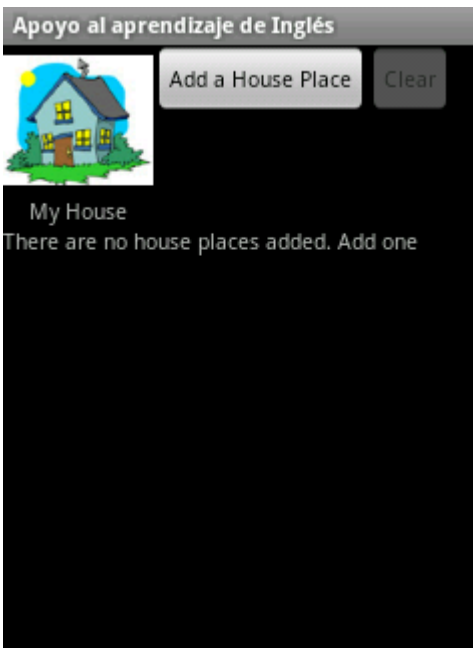 Apoyo al aprendizaje de Inglés
Add a House Place
Clear
My House
There are no house places added. Add one